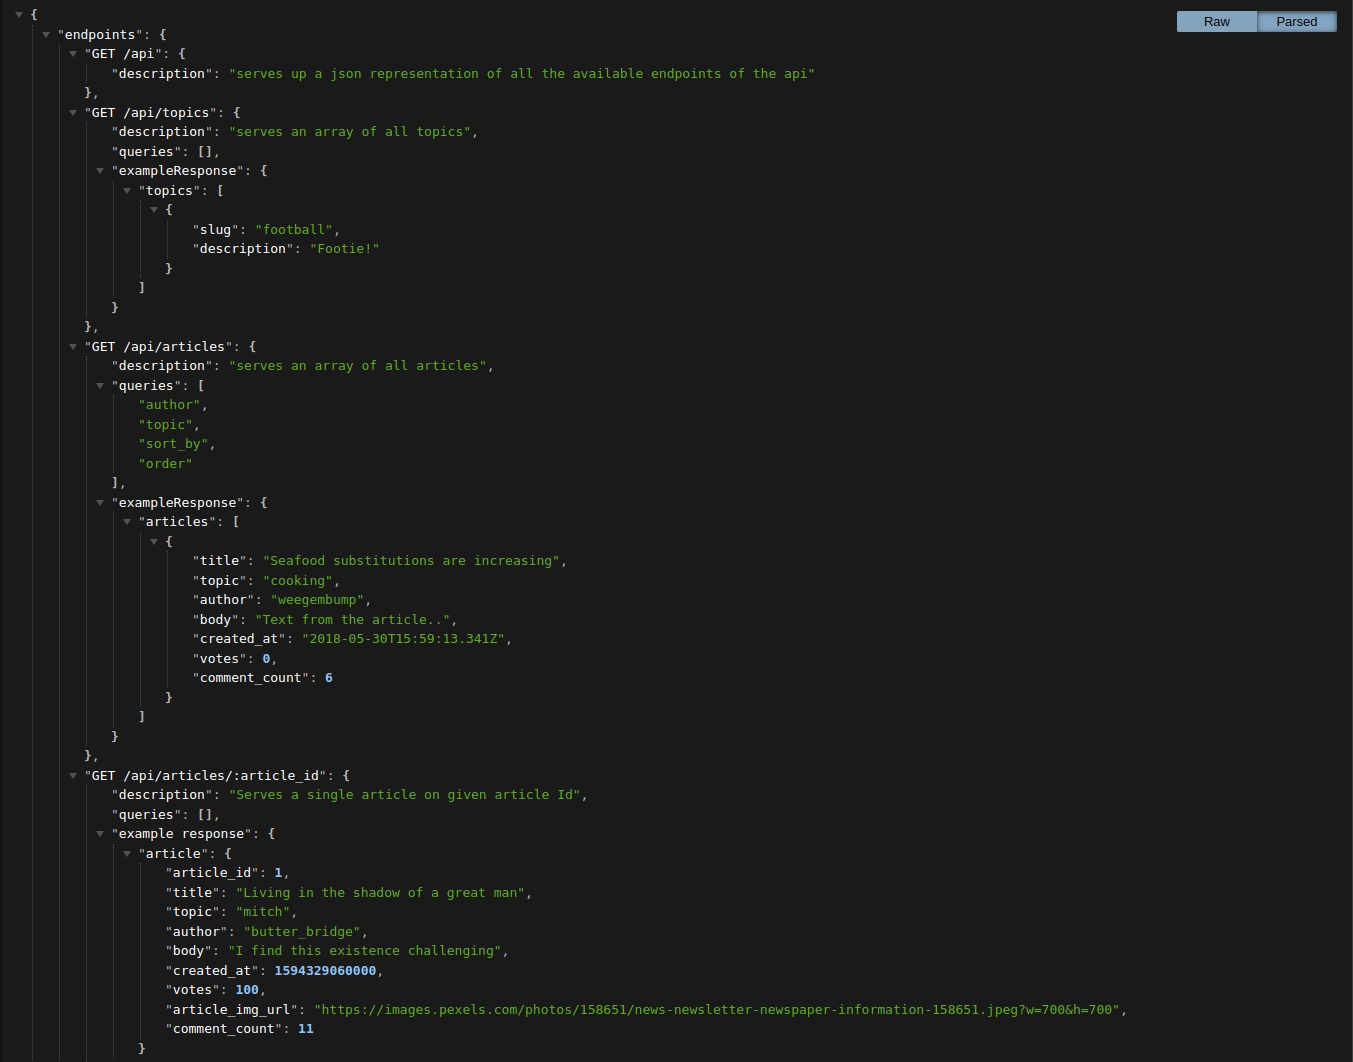 {
Raw Parsed
"endpoints": {
"GET /api": {
"description": "serves up a json representation of all the available endpoints of the api"
},
"GET /api/topics": {
"description": "serves an array of all topics",
"queries": [],
"exampleResponse": {
"topics": [
{
"slug": "football",
"description": "Footie!"
}
]
}
},
"GET /api/articles": {
"description": "serves an array of all articles",
"queries": [
"author",
"topic",
"sort_by",
"order"
],
"exampleResponse": {
"articles": [
{
"title": "Seafood substitutions are increasing",
"topic": "cooking",
"author": "weegembump",
"body": "Text from the article..",
"created_at": "2018-05-30T15:59:13.341Z",
"votes": 0,
"comment_count": 6
}
]
}
},
"GET /api/articles/:article_id": {
"description": "Serves a single article on given article Id",
"queries": [],
"example response": {
"article": {
"article_id": 1,
"title": "Living in the shadow of a great man",
"topic": "mitch",
"author": "butter_bridge",
"body": "I find this existence challenging",
"created_at": 1594329060000,
"votes": 100,
"article_img_url": "https://images.pexels.com/photos/158651/news-newsletter-newspaper-information-158651.jpeg?w=700&h=700",
"comment_count": 11
}